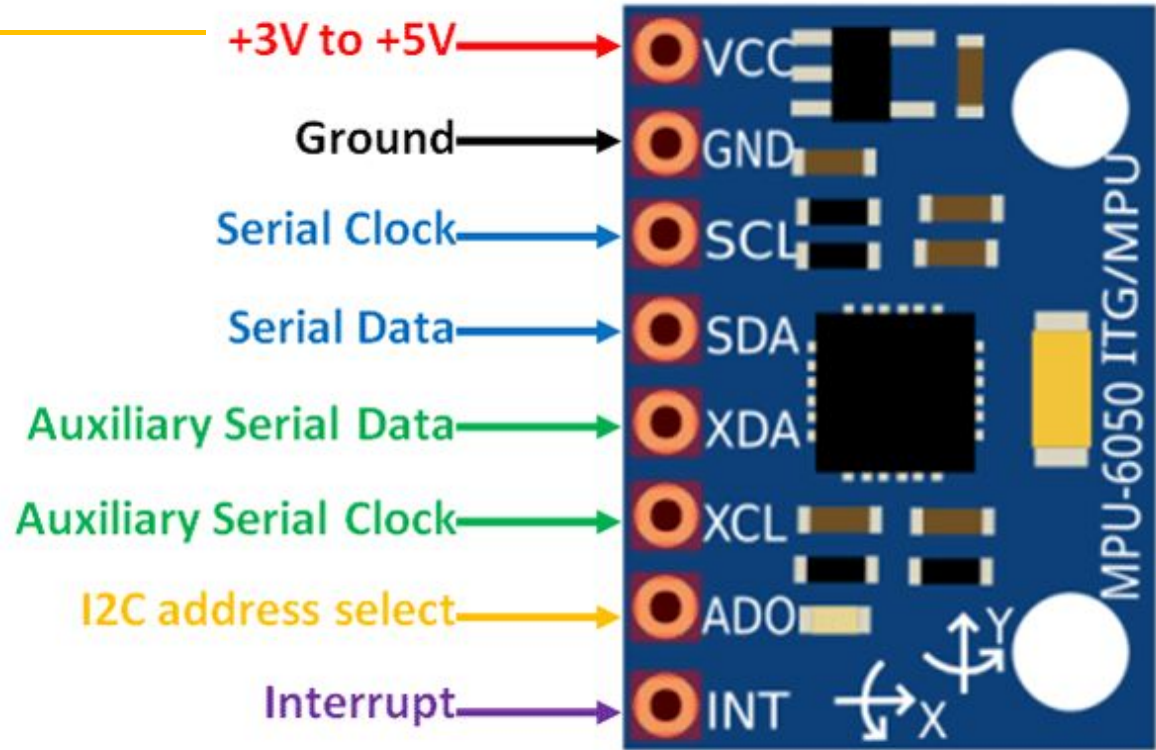 +3V to +5V
VCC
Ground
GND
Serial Clock
SCL
Serial Data
SDA
Auxiliary Serial Data
XDA
Auxiliary Serial Clock
XCL
I2C address select
ADO
Interrupt
INT
X
Y
MPU-6050 ITG/MPU